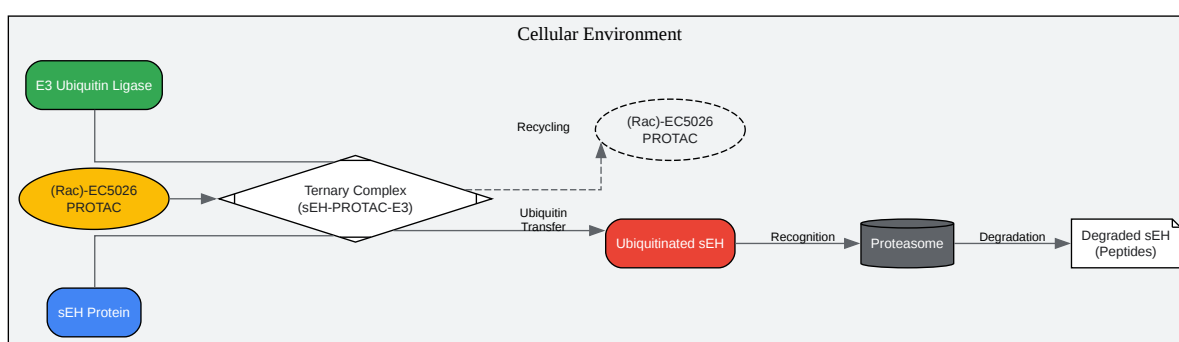 Cellular Environment
E3 Ubiquitin Ligase
(Rac)-EC5026
PROTAC
sEH Protein
Ternary Complex
(sEH-PROTAC-E3)
Recycling
(Rac)-EC5026
PROTAC
Ubiquitin
Transfer
Ubiquitinated sEH
Recognition
Proteasome
Degradation
Degraded sEH
(Peptides)